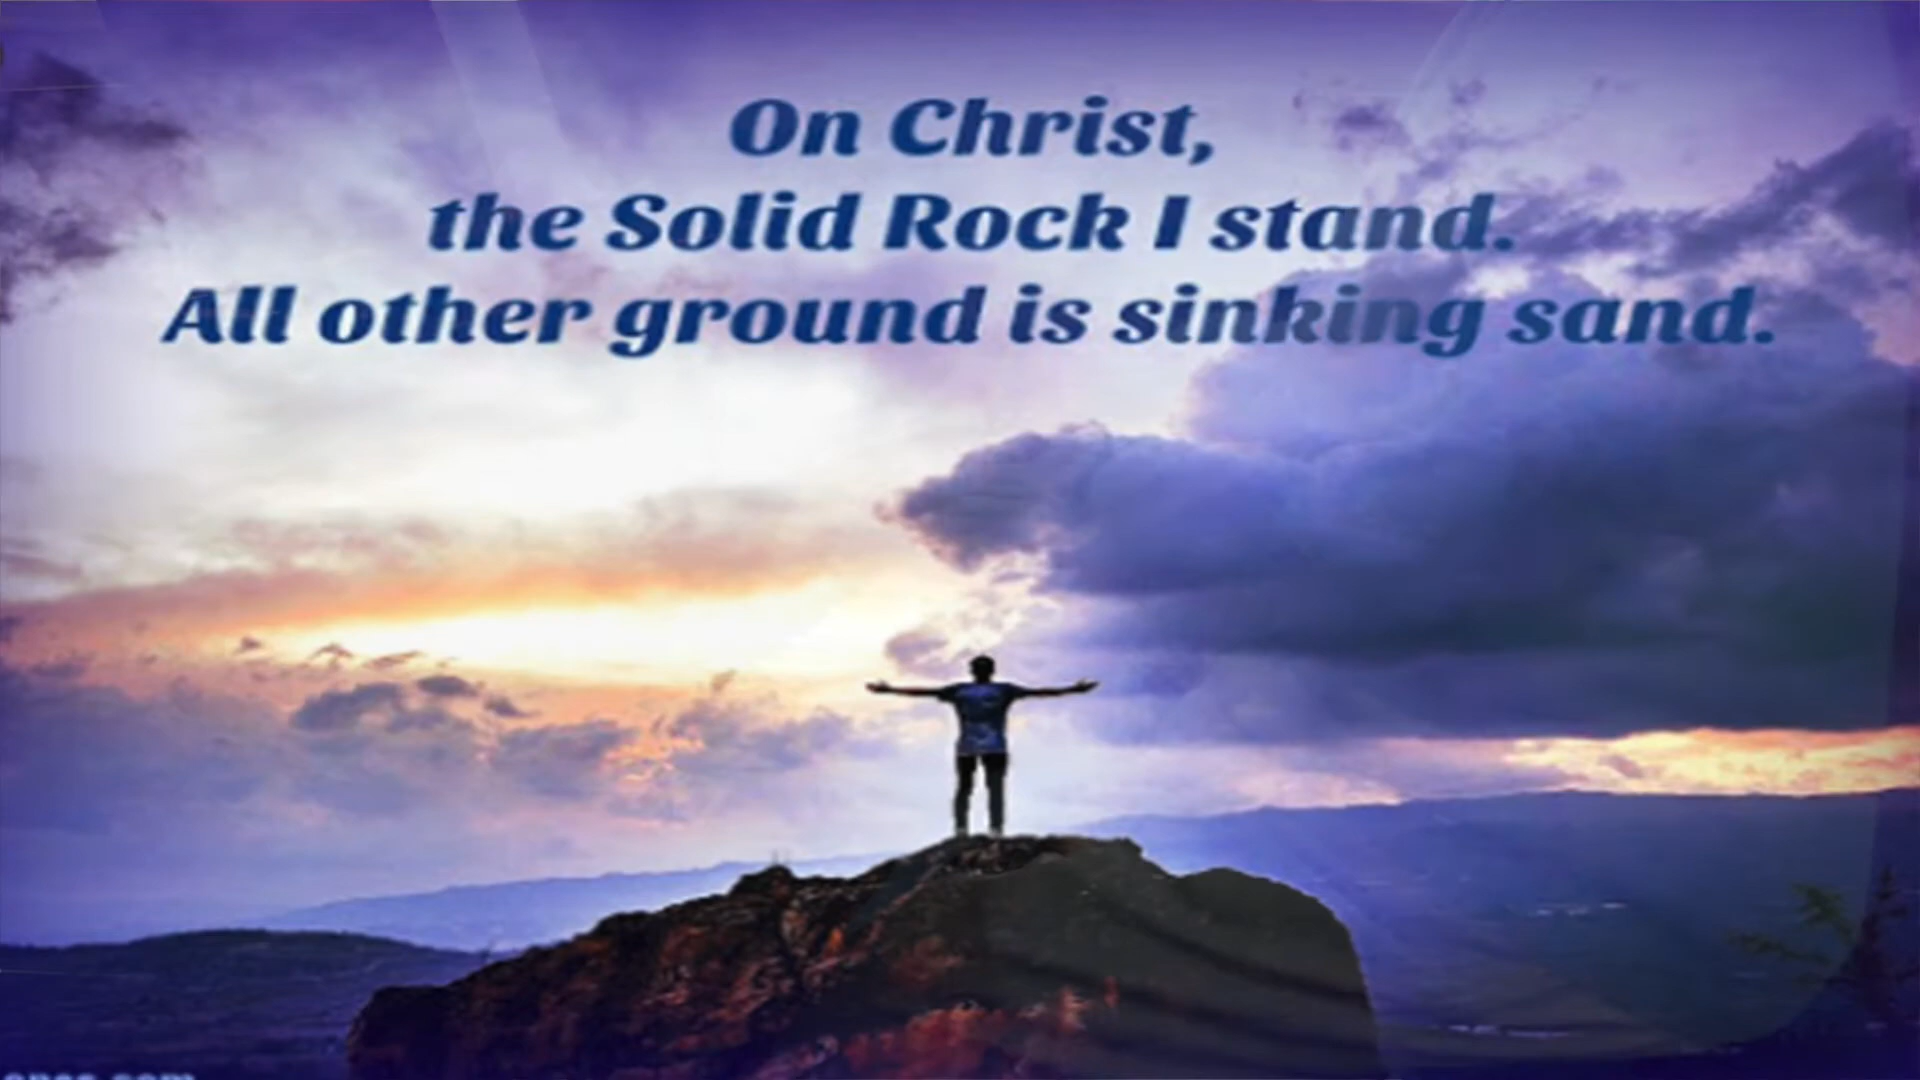 On Christ,
the Solid Rock I stand.
All other ground is sinking sand.